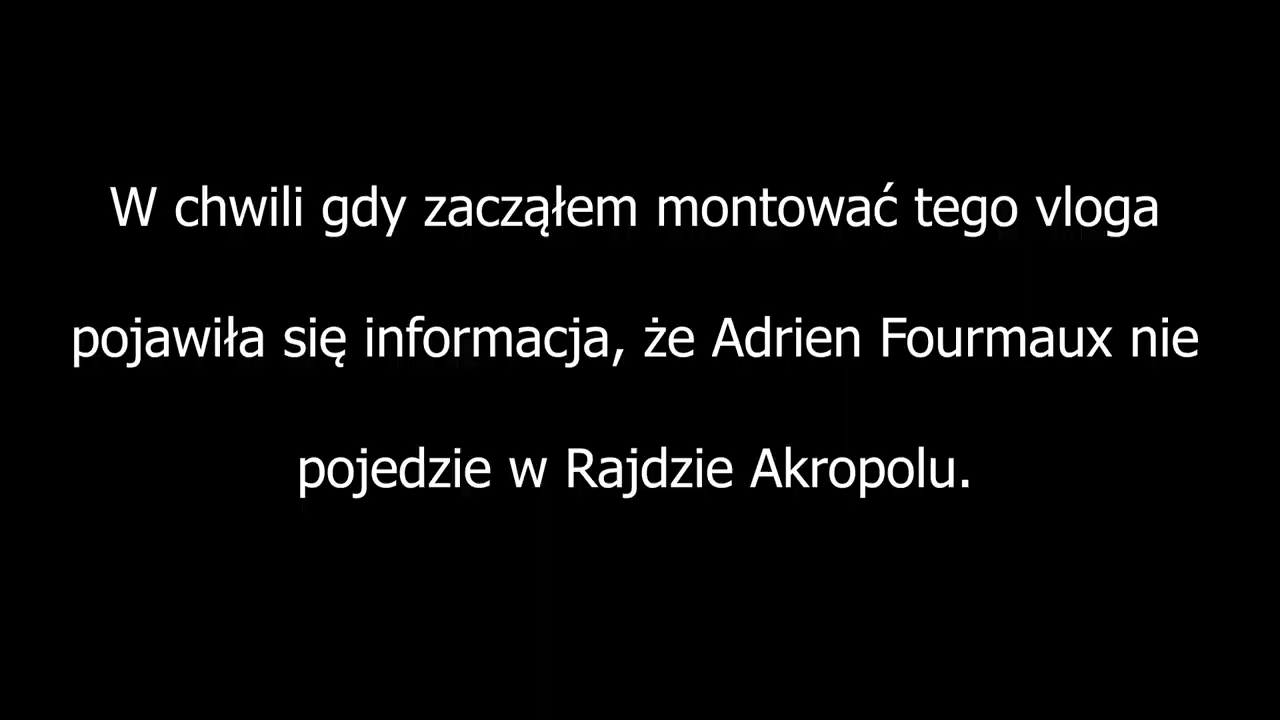 W chwili gdy zacząłem montować tego vloga
pojawiła się informacja, że Adrien Fourmaux nie
pojedzie w Rajdzie Akropolu.